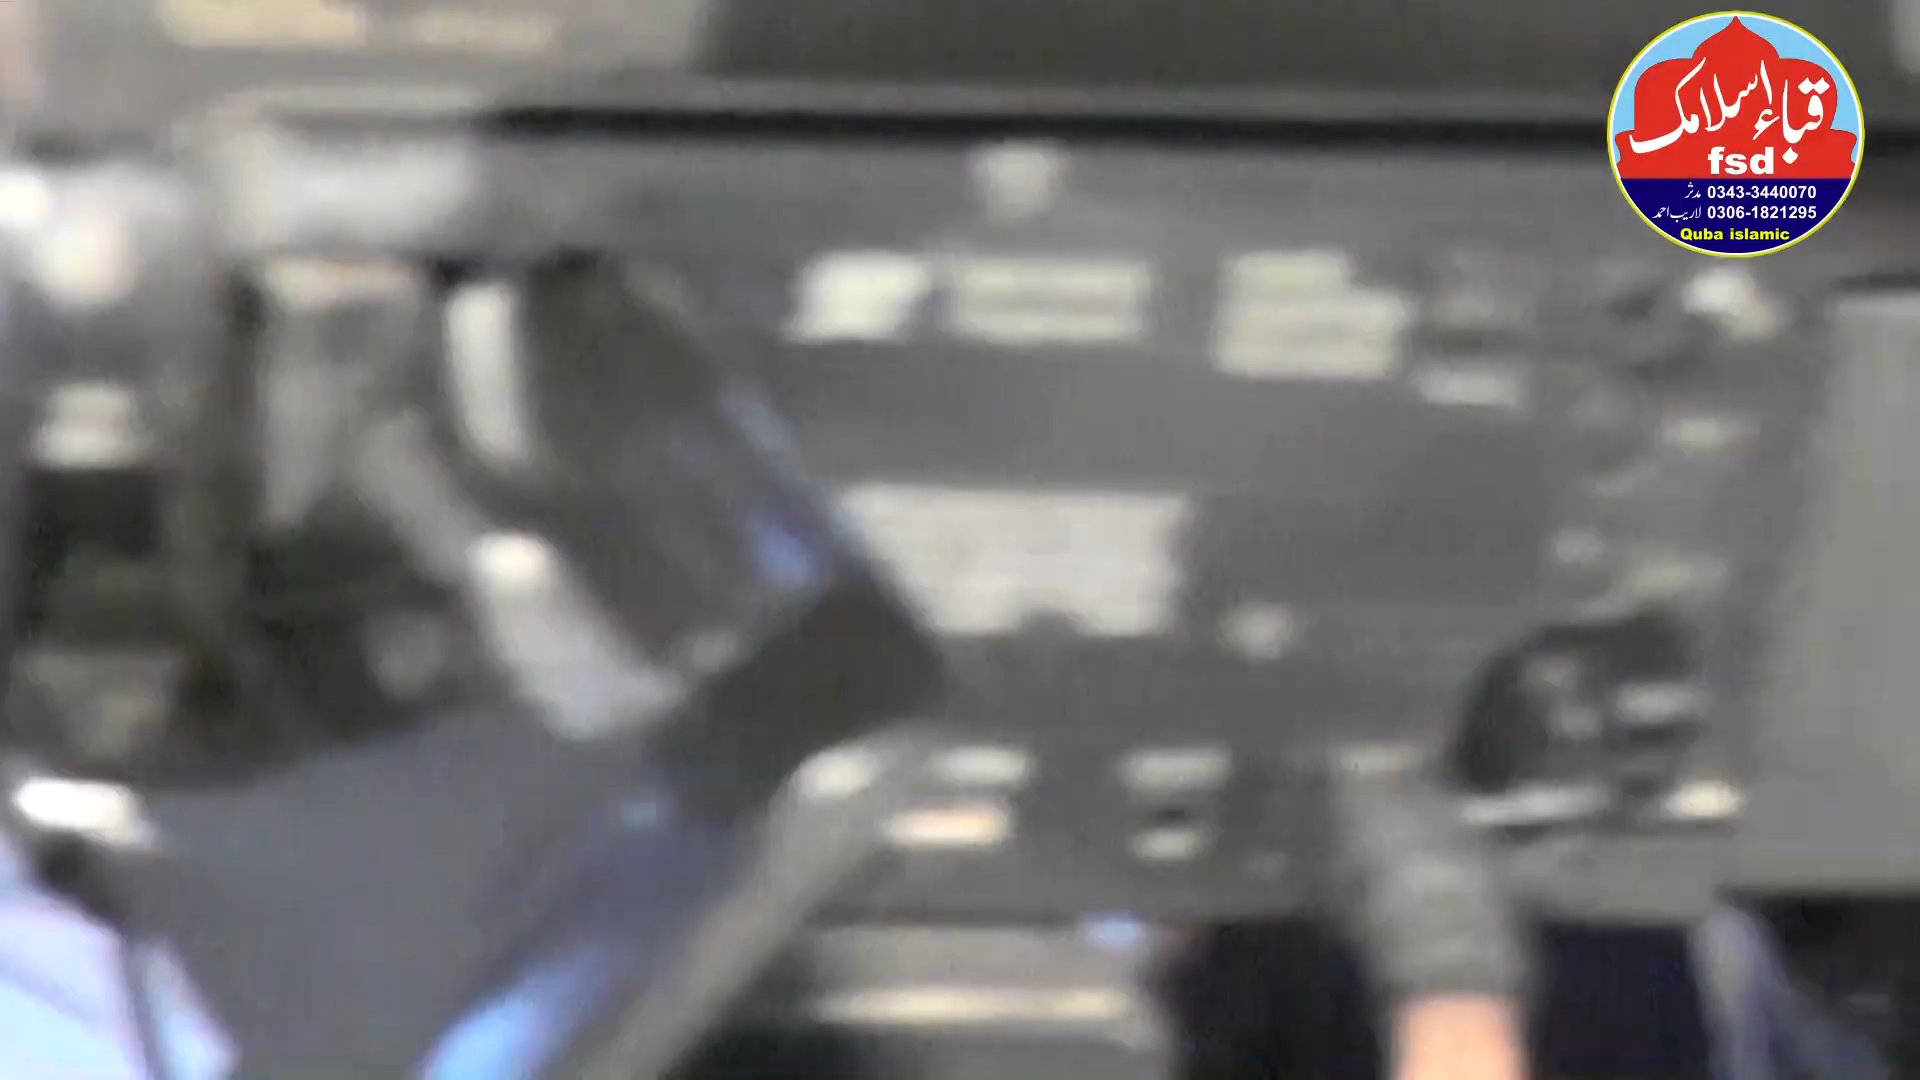 قباء اسلامک
fsd
مدثر 0343-3440070
لاریب احمد 0306-1821295
Quba islamic